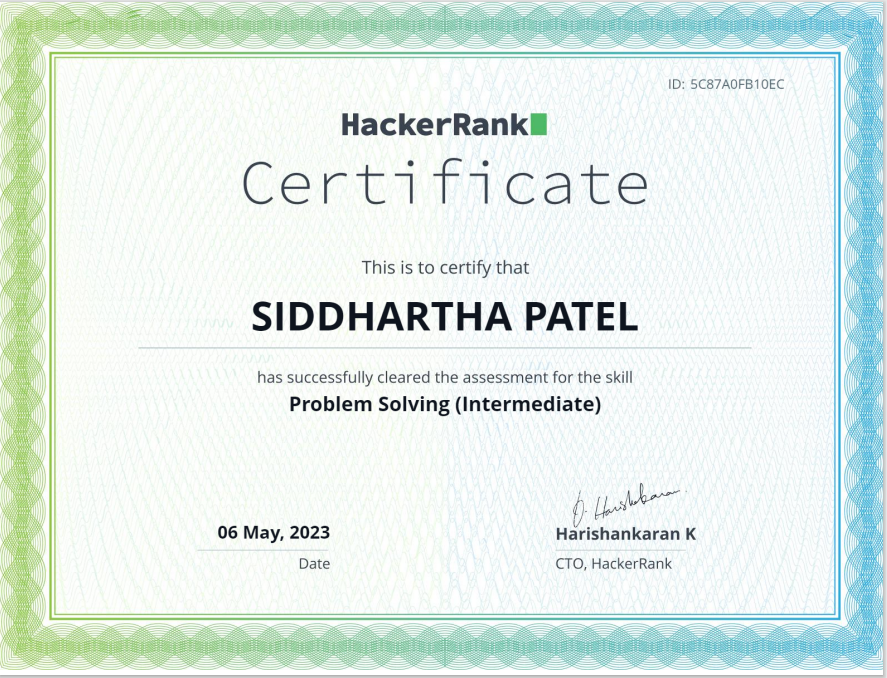 ID: 5C87A0FB10EC
HackerRank
Certificate
This is to certify that
SIDDHARTHA PATEL
has successfully cleared the assessment for the skill
Problem Solving (Intermediate)
06 May, 2023
Date
Harishankaran K
CTO, HackerRank